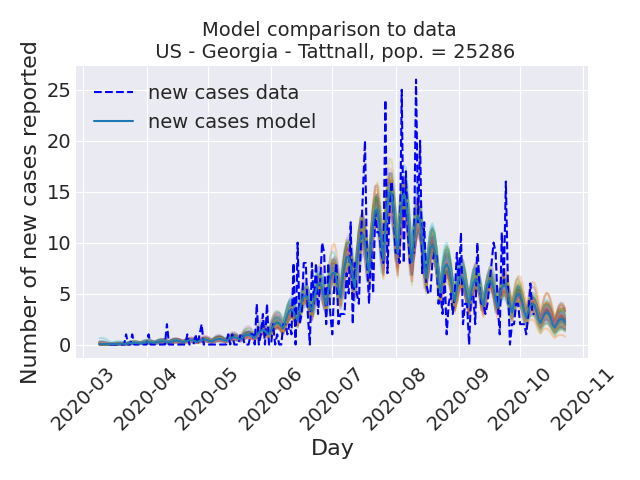 Model comparison to data
US - Georgia - Tattnall, pop. = 25286
Number of new cases reported
25
20
15
10
5
0
new cases data
new cases model
2020-03
2020-04
2020-05
2020-06
2020-07
2020-08
2020-09
2020-10
2020-11
Day